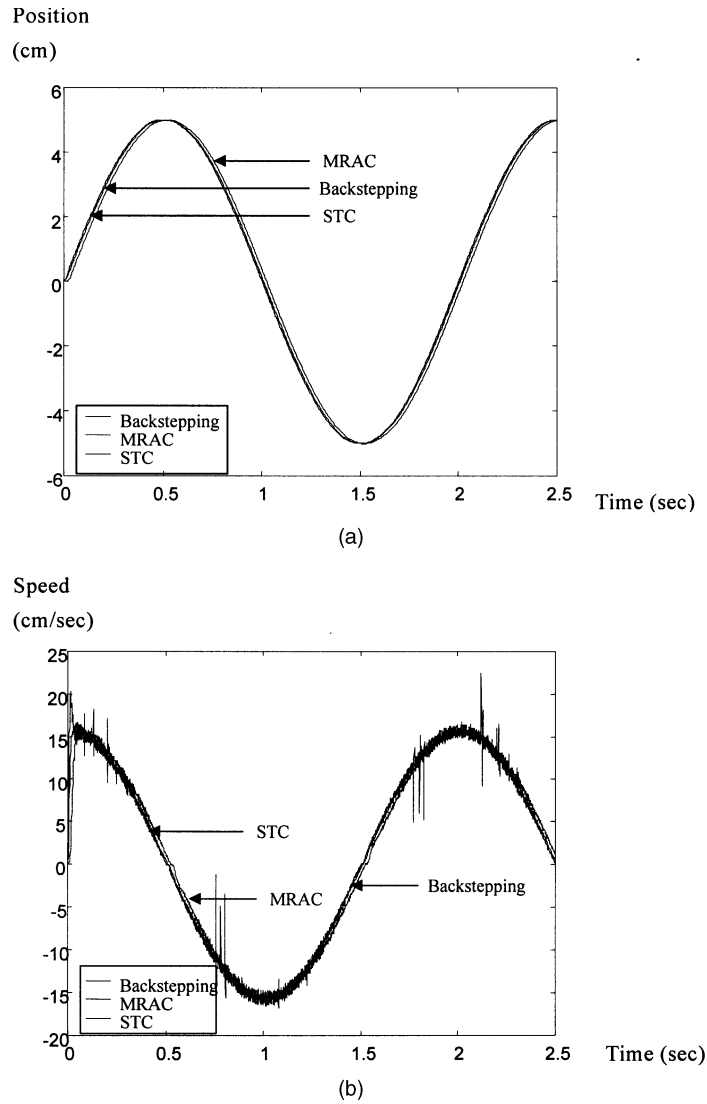 Position
(cm)
6
4
2
0
-2
-4
-6
MRAC
Backstepping
STC
Backstepping
MRAC
STC
0 0.5 1 1.5 2 2.5
Time (sec)
(a)
Speed
(cm/sec)
25
20
15
10
5
0
-5
-10
-15
-20
STC
MRAC
Backstepping
Backstepping
MRAC
STC
0 0.5 1 1.5 2 2.5
Time (sec)
(b)